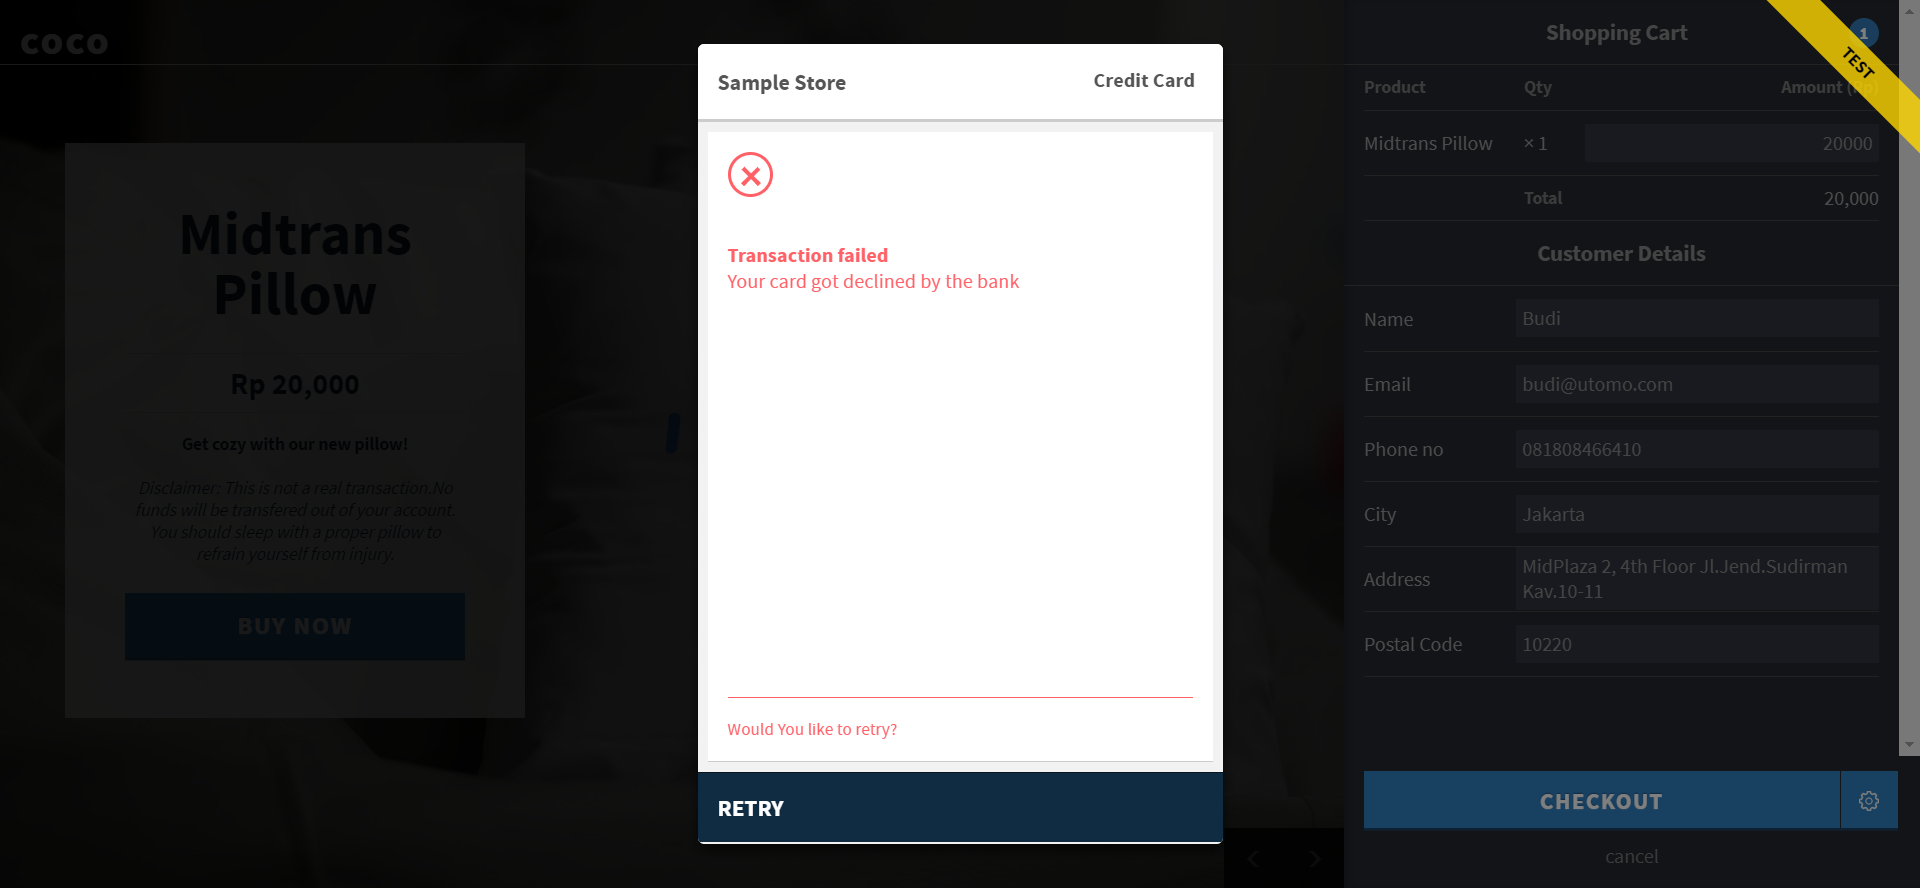 coco
Midtrans
Pillow
Rp 20,000
Get cozy with our new pillow!
Disclaimer: This is not a real transaction.No
funds will be transfered out of your account.
You should sleep with a proper pillow to
refrain yourself from injury.
BUY NOW
Sample Store
Credit Card
Transaction failed
Your card got declined by the bank
Would You like to retry?
RETRY
Shopping Cart
1
TEST
Product Qty Amount (Rp)
Midtrans Pillow × 1 20000
Total 20,000
Customer Details
Name Budi
Email budi@utomo.com
Phone no 081808466410
City Jakarta
Address MidPlaza 2, 4th Floor Jl.Jend.Sudirman
Kav.10-11
Postal Code 10220
CHECKOUT
cancel